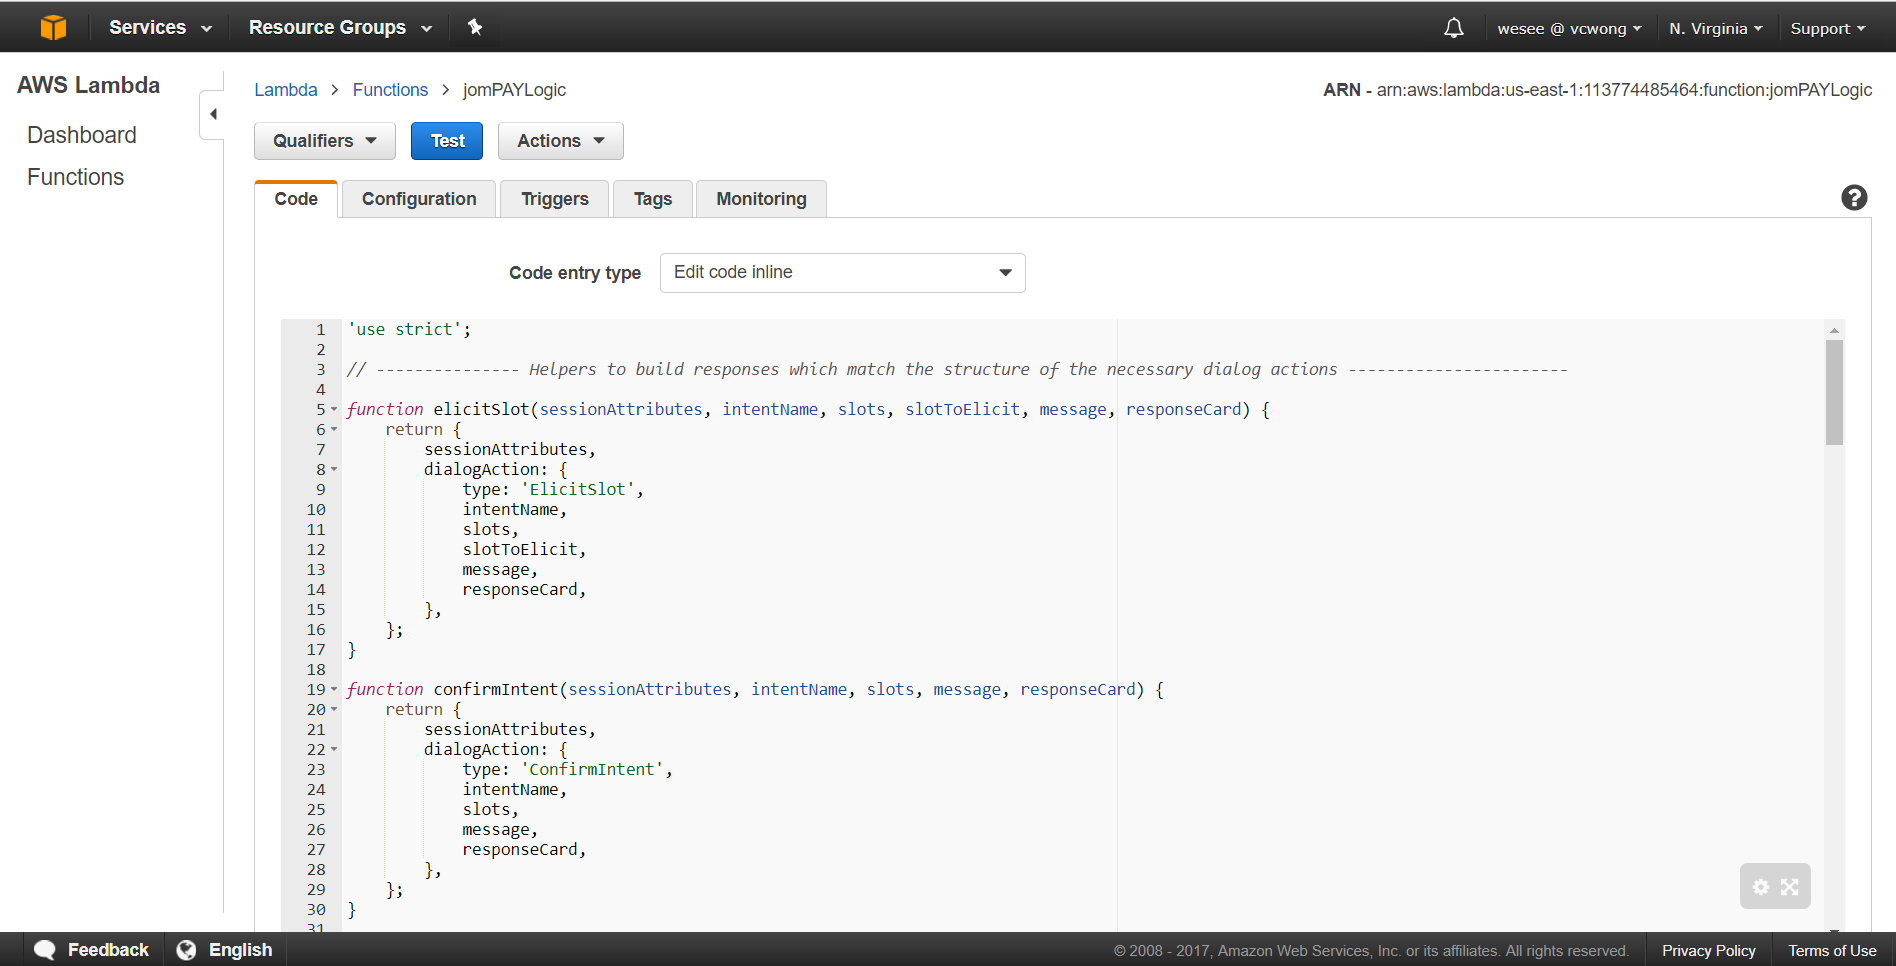 Services Resource Groups wesee @ vcwong N. Virginia Support
AWS Lambda
Dashboard
Functions
Lambda > Functions > jomPAYLogic
ARN - arn:aws:lambda:us-east-1:113774485464:function:jomPAYLogic
Qualifiers Test Actions
Code Configuration Triggers Tags Monitoring
Code entry type Edit code inline
1 'use strict';
2
3 // --------------- Helpers to build responses which match the structure of the necessary dialog actions -----------------------
4
5 function elicitSlot(sessionAttributes, intentName, slots, slotToElicit, message, responseCard) {
6     return {
7         sessionAttributes,
8         dialogAction: {
9             type: 'ElicitSlot',
10             intentName,
11             slots,
12             slotToElicit,
13             message,
14             responseCard,
15         },
16     };
17 }
18
19 function confirmIntent(sessionAttributes, intentName, slots, message, responseCard) {
20     return {
21         sessionAttributes,
22         dialogAction: {
23             type: 'ConfirmIntent',
24             intentName,
25             slots,
26             message,
27             responseCard,
28         },
29     };
30 }
31
Feedback English © 2008 - 2017, Amazon Web Services, Inc. or its affiliates. All rights reserved. Privacy Policy Terms of Use